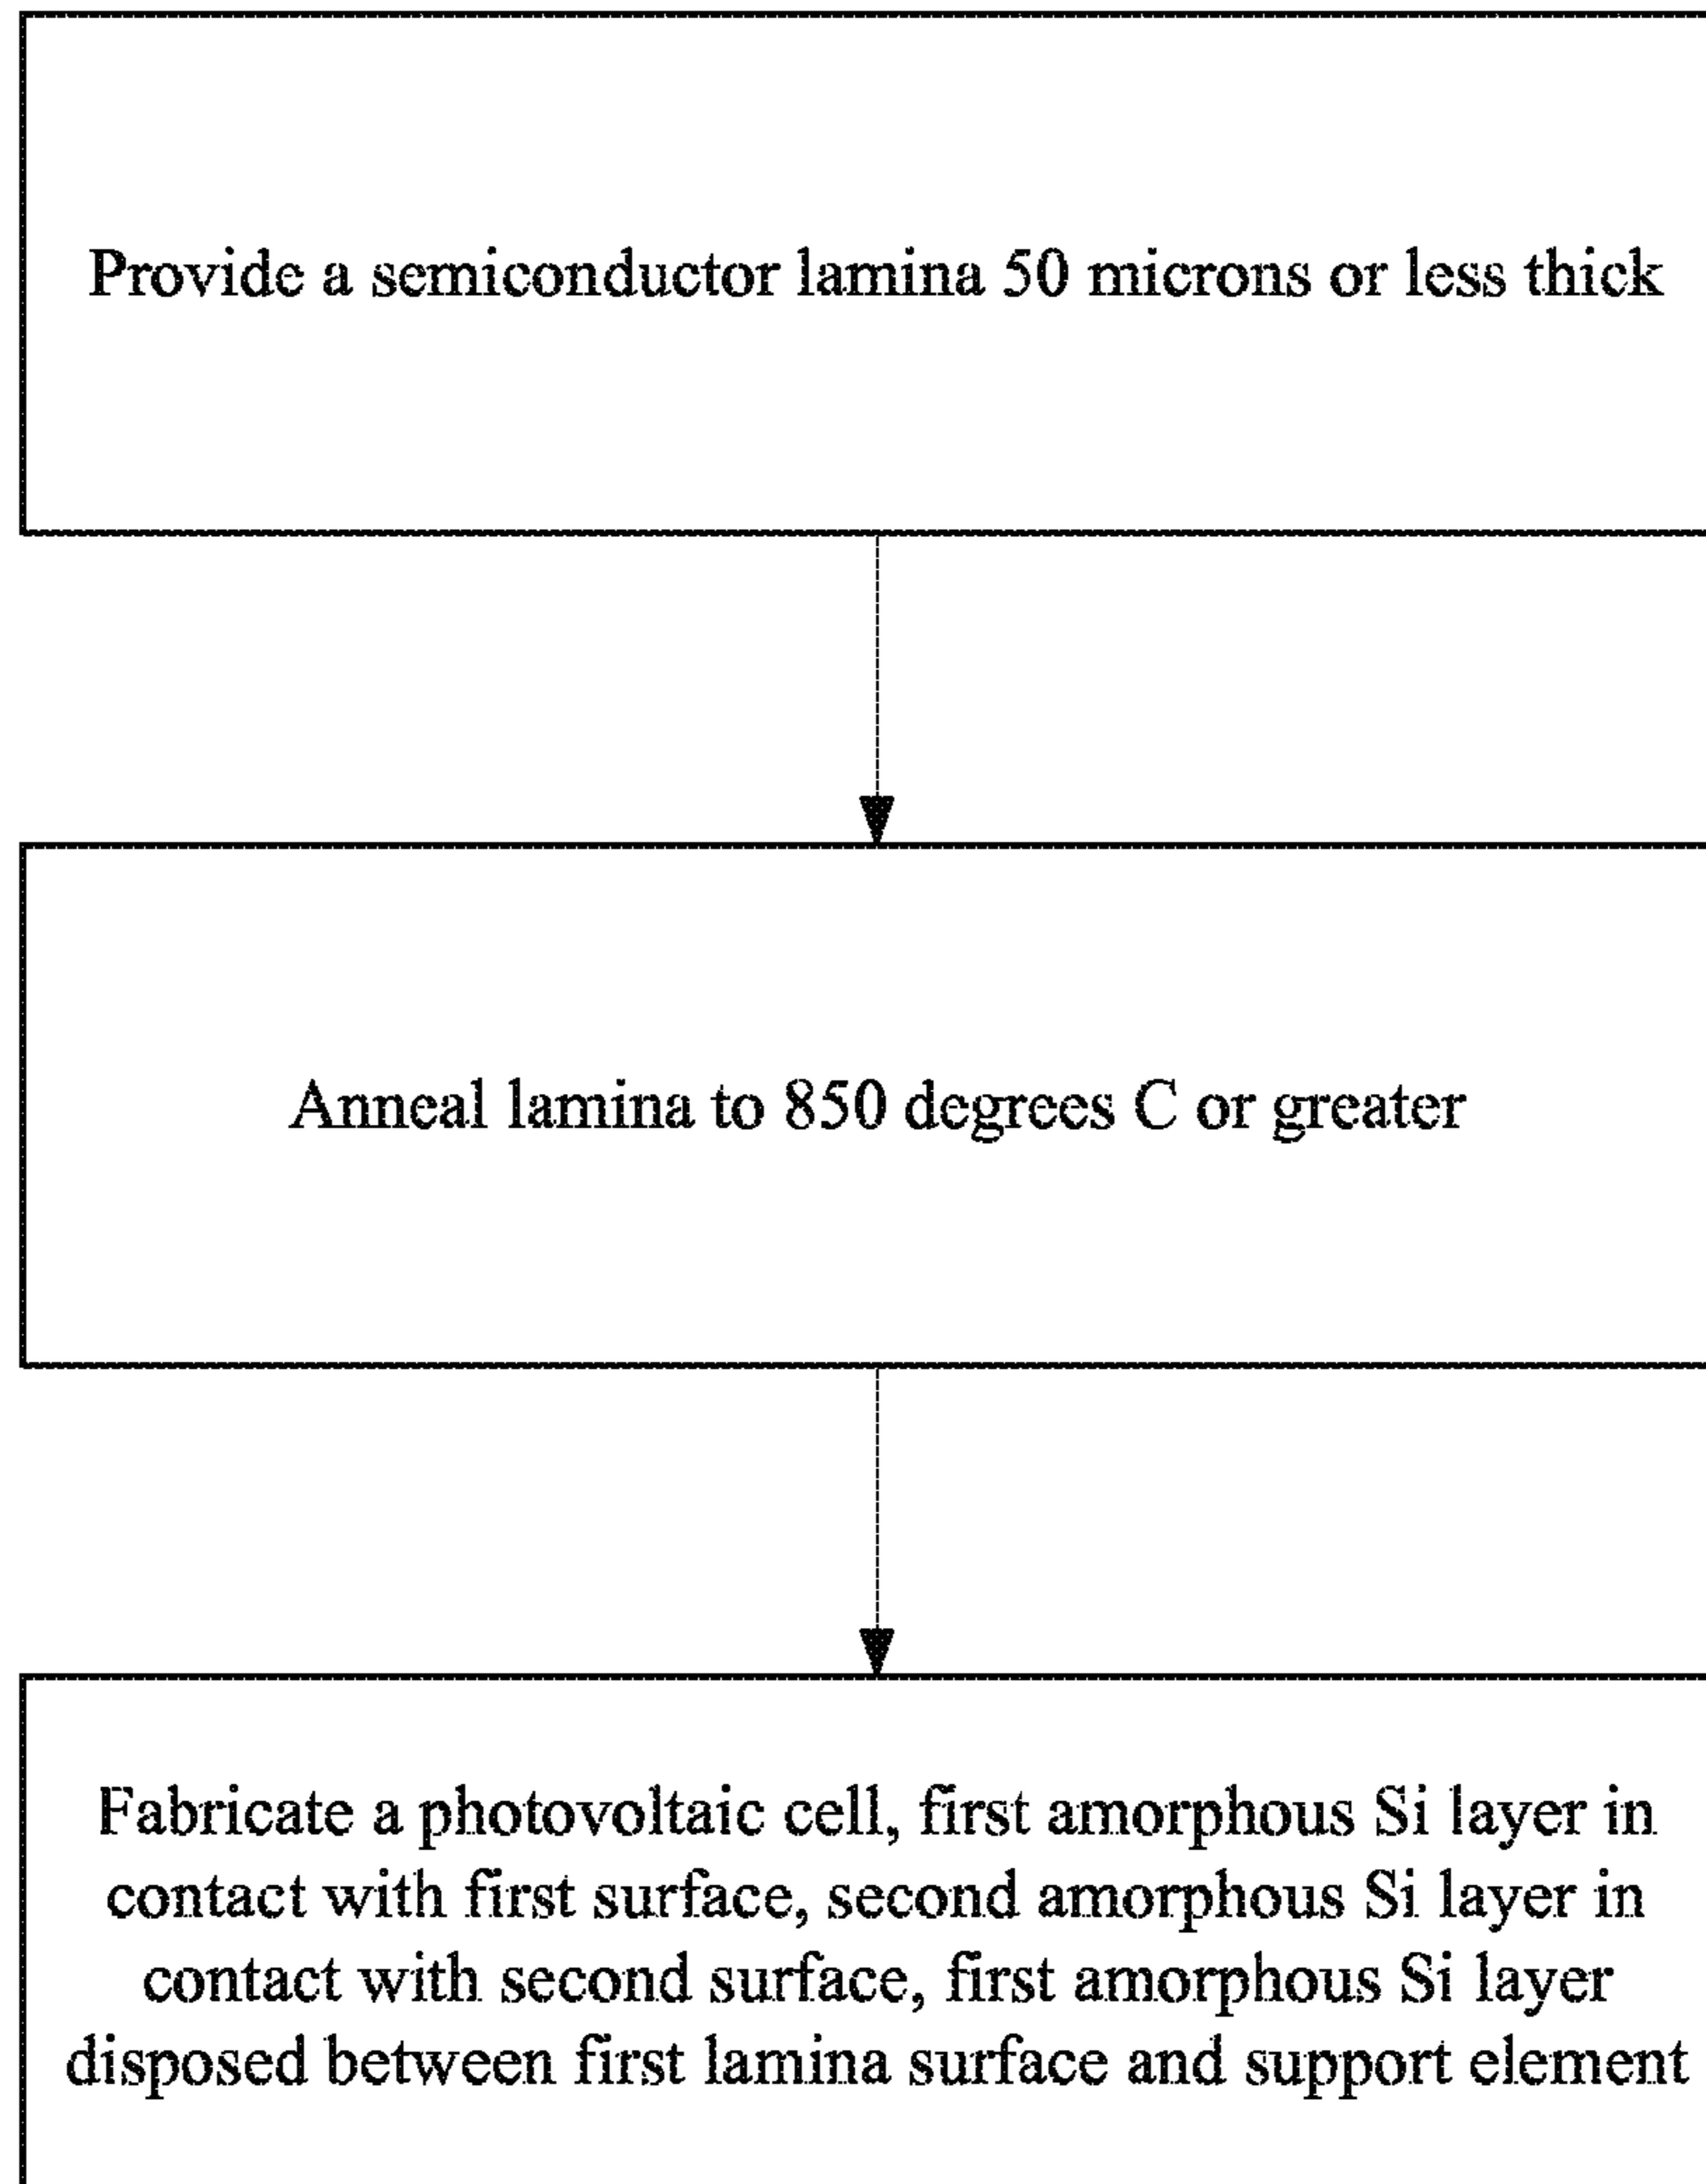 Provide a semiconductor lamina 50 microns or less thick
Anneal lamina to 850 degrees C or greater
Fabricate a photovoltaic cell, first amorphous Si layer in
contact with first surface, second amorphous Si layer in
contact with second surface, first amorphous Si layer
disposed between first lamina surface and support element